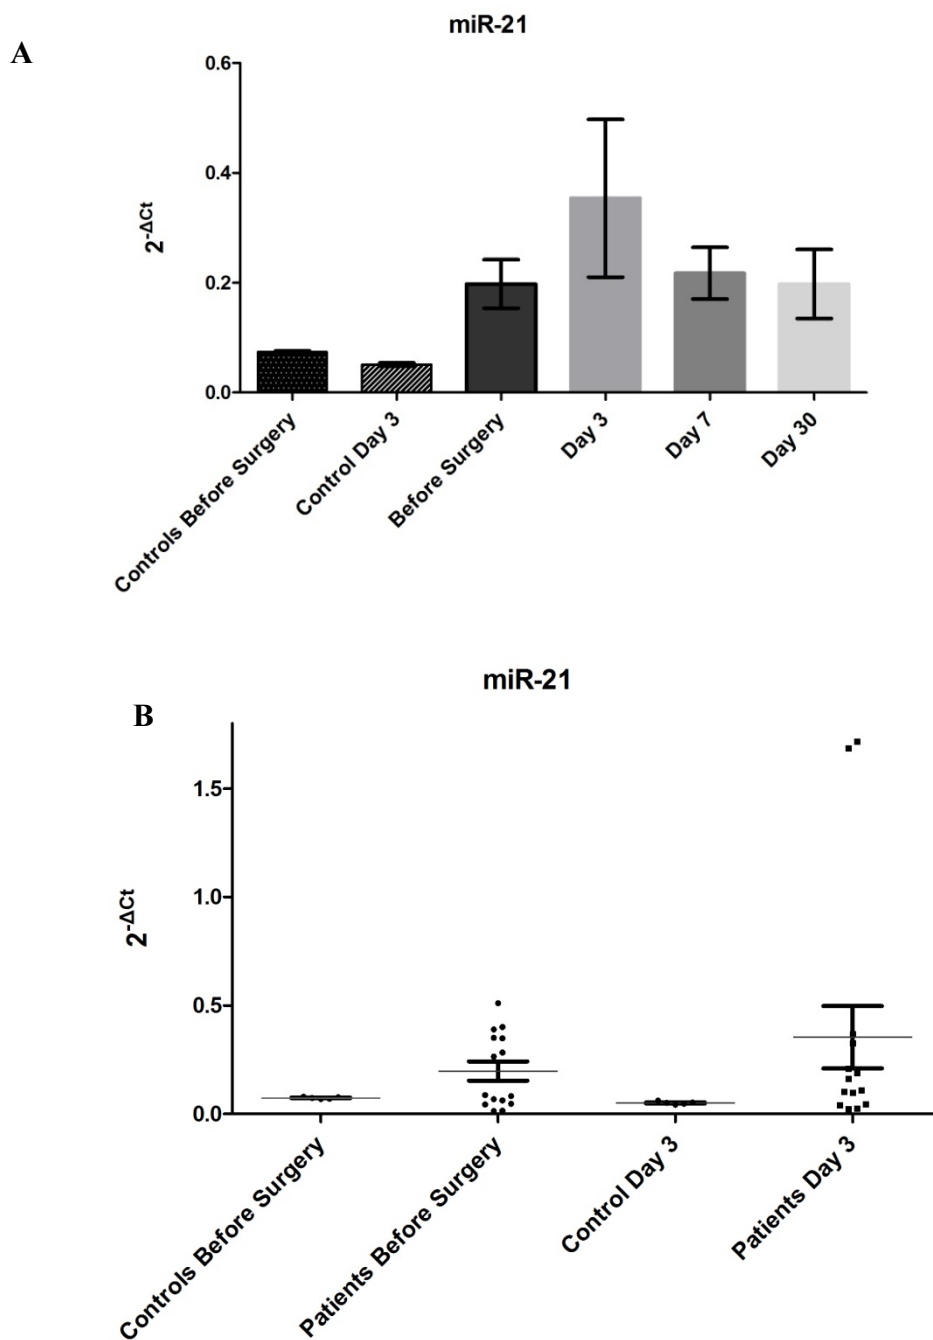 A
miR-21
0.6
0.4
0.2
0.0
2-ΔCt
Controls Before Surgery
Control Day 3
Before Surgery
Day 3
Day 7
Day 30
miR-21
B
1.5
1.0
0.5
0.0
2-ΔCt
Controls Before Surgery
Patients Before Surgery
Control Day 3
Patients Day 3